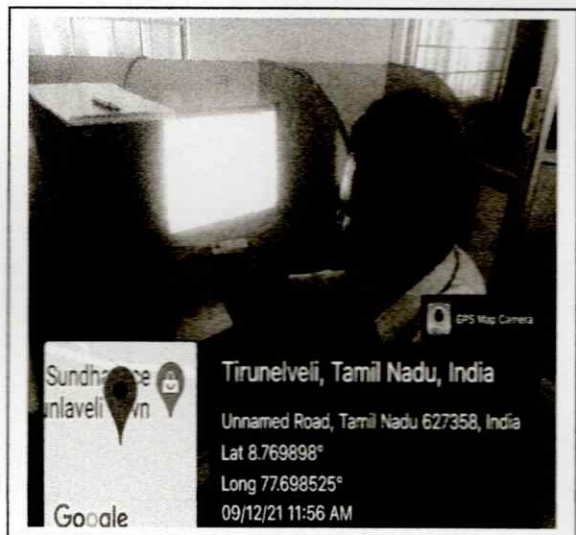 GPS Map Camera
Tirunelveli, Tamil Nadu, India
Unnamed Road, Tamil Nadu 627358, India
Lat 8.769898°
Long 77.698525°
09/12/21 11:56 AM
Google